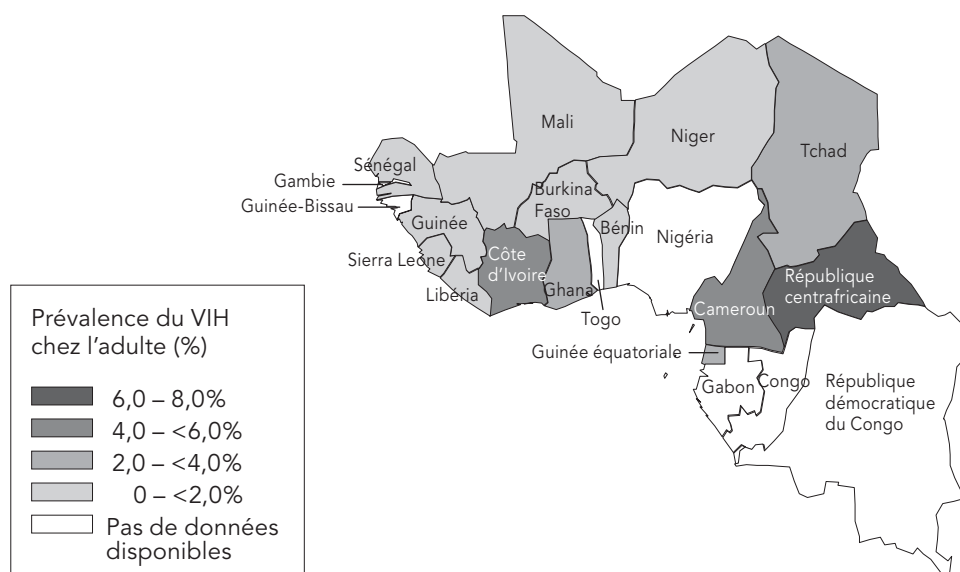 Mali
Niger
Tchad
Sénégal
Gambie
Guinée-Bissau
Burkina
Faso
Guinée
Bénin
Nigéria
Sierra Leone
Côte
d'Ivoire
Libéria
Ghana
Togo
République
centrafricaine
Cameroun
Guinée équatoriale
Gabon
Congo
République
démocratique
du Congo
Prévalence du VIH
chez l'adulte (%)
6,0 – 8,0%
4,0 – <6,0%
2,0 – <4,0%
0 – <2,0%
Pas de données
disponibles